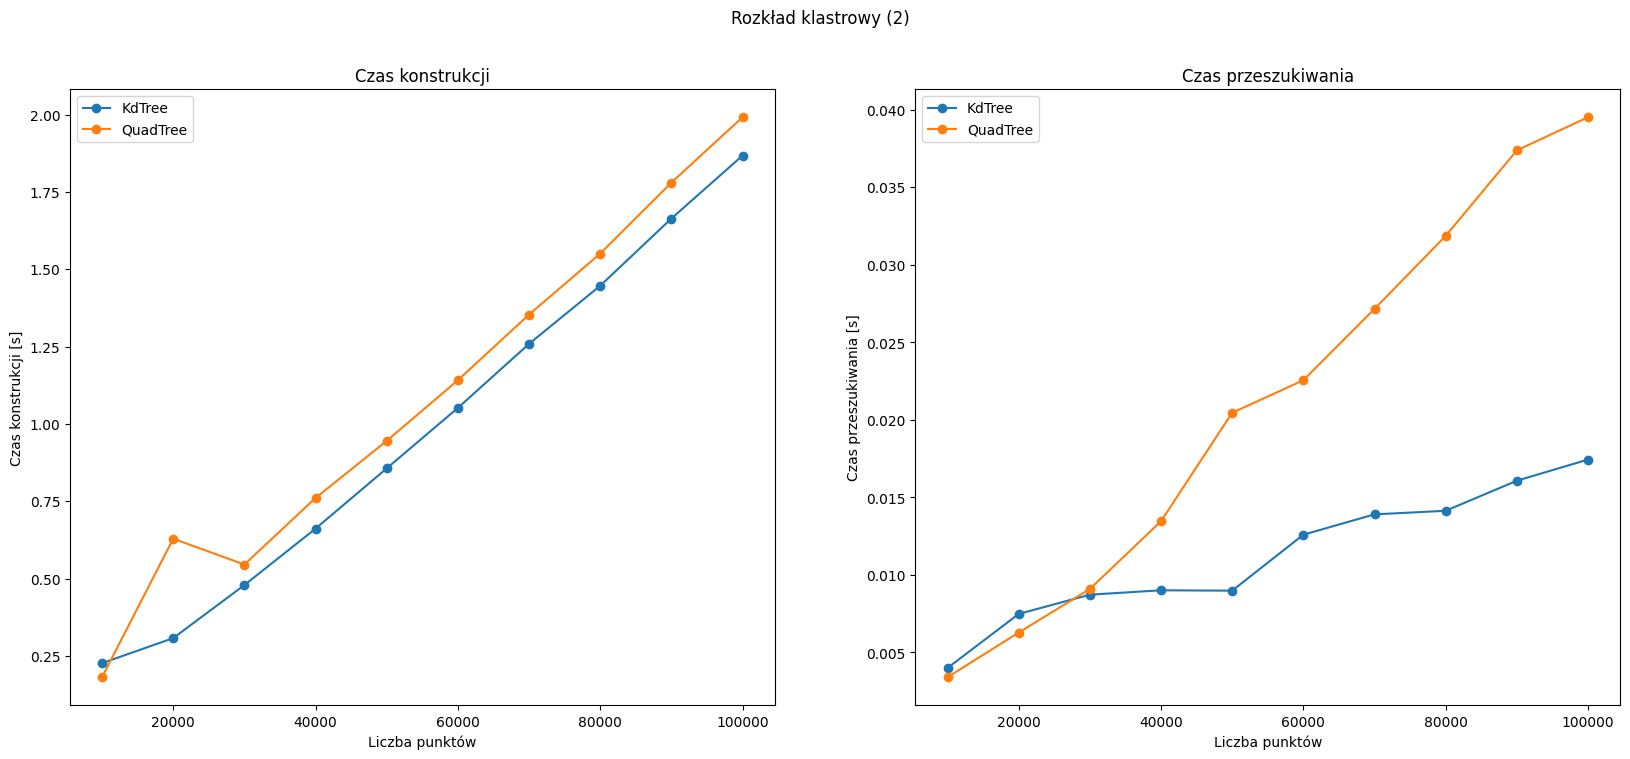 Rozkład klastrowy (2)
Czas konstrukcji
KdTree
QuadTree
2.00
1.75
1.50
1.25
1.00
0.75
0.50
0.25
Czas konstrukcji [s]
20000
40000
60000
80000
100000
Liczba punktów
Czas przeszukiwania
KdTree
QuadTree
0.040
0.035
0.030
0.025
0.020
0.015
0.010
0.005
Czas przeszukiwania [s]
20000
40000
60000
80000
100000
Liczba punktów